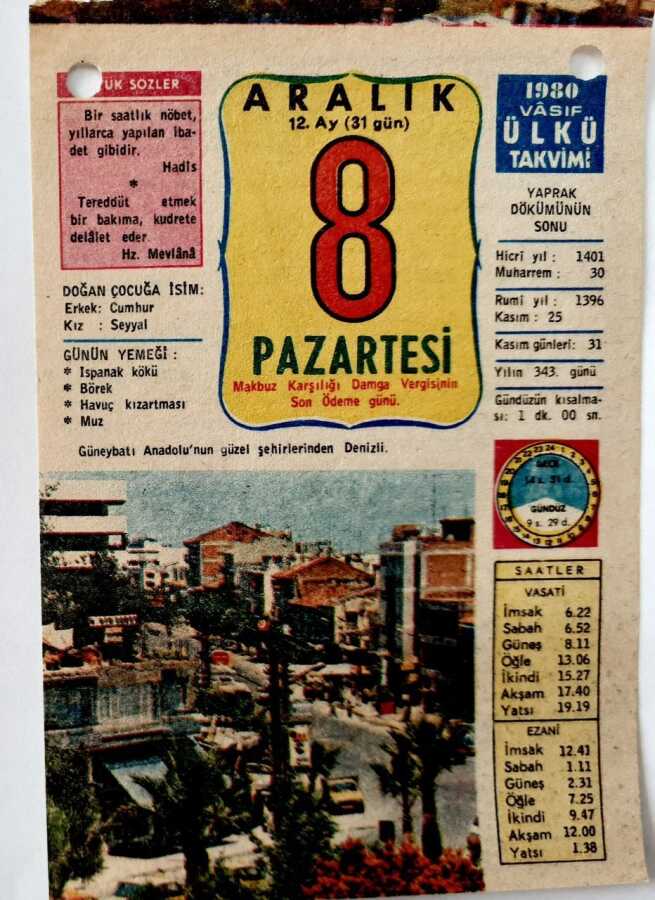 ÜK SÖZLER
Bir saatlik nöbet,
yıllarca yapılan iba-
det gibidir.
Hadis
*
Tereddüt etmek
bir bakıma, kudrete
delâlet eder.
Hz. Mevlânâ
DOĞAN ÇOCUĞA İSİM:
Erkek: Cumhur
Kız : Seyyal
GÜNÜN YEMEĞİ :
* Ispanak kökü
* Börek
* Havuç kızartması
* Muz
ARALIK
12. Ay (31 gün)
8
PAZARTESİ
Makbuz Karşılığı Damga Vergisinin
Son Ödeme günü.
1980
VÂSIF
ÜLKÜ
TAKVİMİ
YAPRAK
DÖKÜMÜNÜN
SONU
Hicrî yıl : 1401
Muharrem : 30
Rumî yıl : 1396
Kasım : 25
Kasım günleri: 31
Yılın 343. günü
Gündüzün kısalma-
sı: 1 dk. 00 sn.
Güneybatı Anadolu'nun güzel şehirlerinden Denizli.
GECE
14 s. 31 d.
GÜNDÜZ
9 s. 29 d.
SAATLER
VASATİ
İmsak 6.22
Sabah 6.52
Güneş 8.11
Öğle 13.06
İkindi 15.27
Akşam 17.40
Yatsı 19.19
EZANİ
İmsak 12.41
Sabah 1.11
Güneş 2.31
Öğle 7.25
İkindi 9.47
Akşam 12.00
Yatsı 1.38